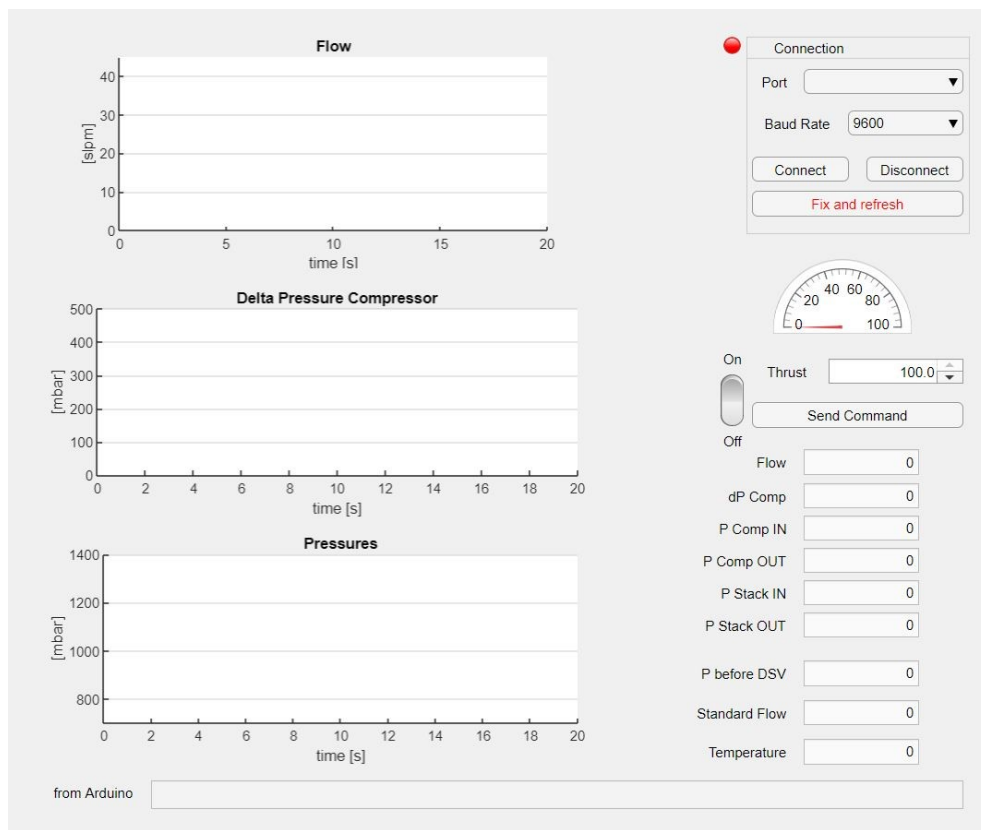 Flow
40
30
20
10
0
[slpm]
0 5 10 15 20
time [s]
Delta Pressure Compressor
500
400
300
200
100
0
[mbar]
0 2 4 6 8 10 12 14 16 18 20
time [s]
Pressures
1400
1200
1000
800
[mbar]
0 2 4 6 8 10 12 14 16 18 20
time [s]
Connection
Port
Baud Rate 9600
Connect Disconnect
Fix and refresh
0 20 40 60 80 100
On
Off
Thrust 100.0
Send Command
Flow 0
dP Comp 0
P Comp IN 0
P Comp OUT 0
P Stack IN 0
P Stack OUT 0
P before DSV 0
Standard Flow 0
Temperature 0
from Arduino